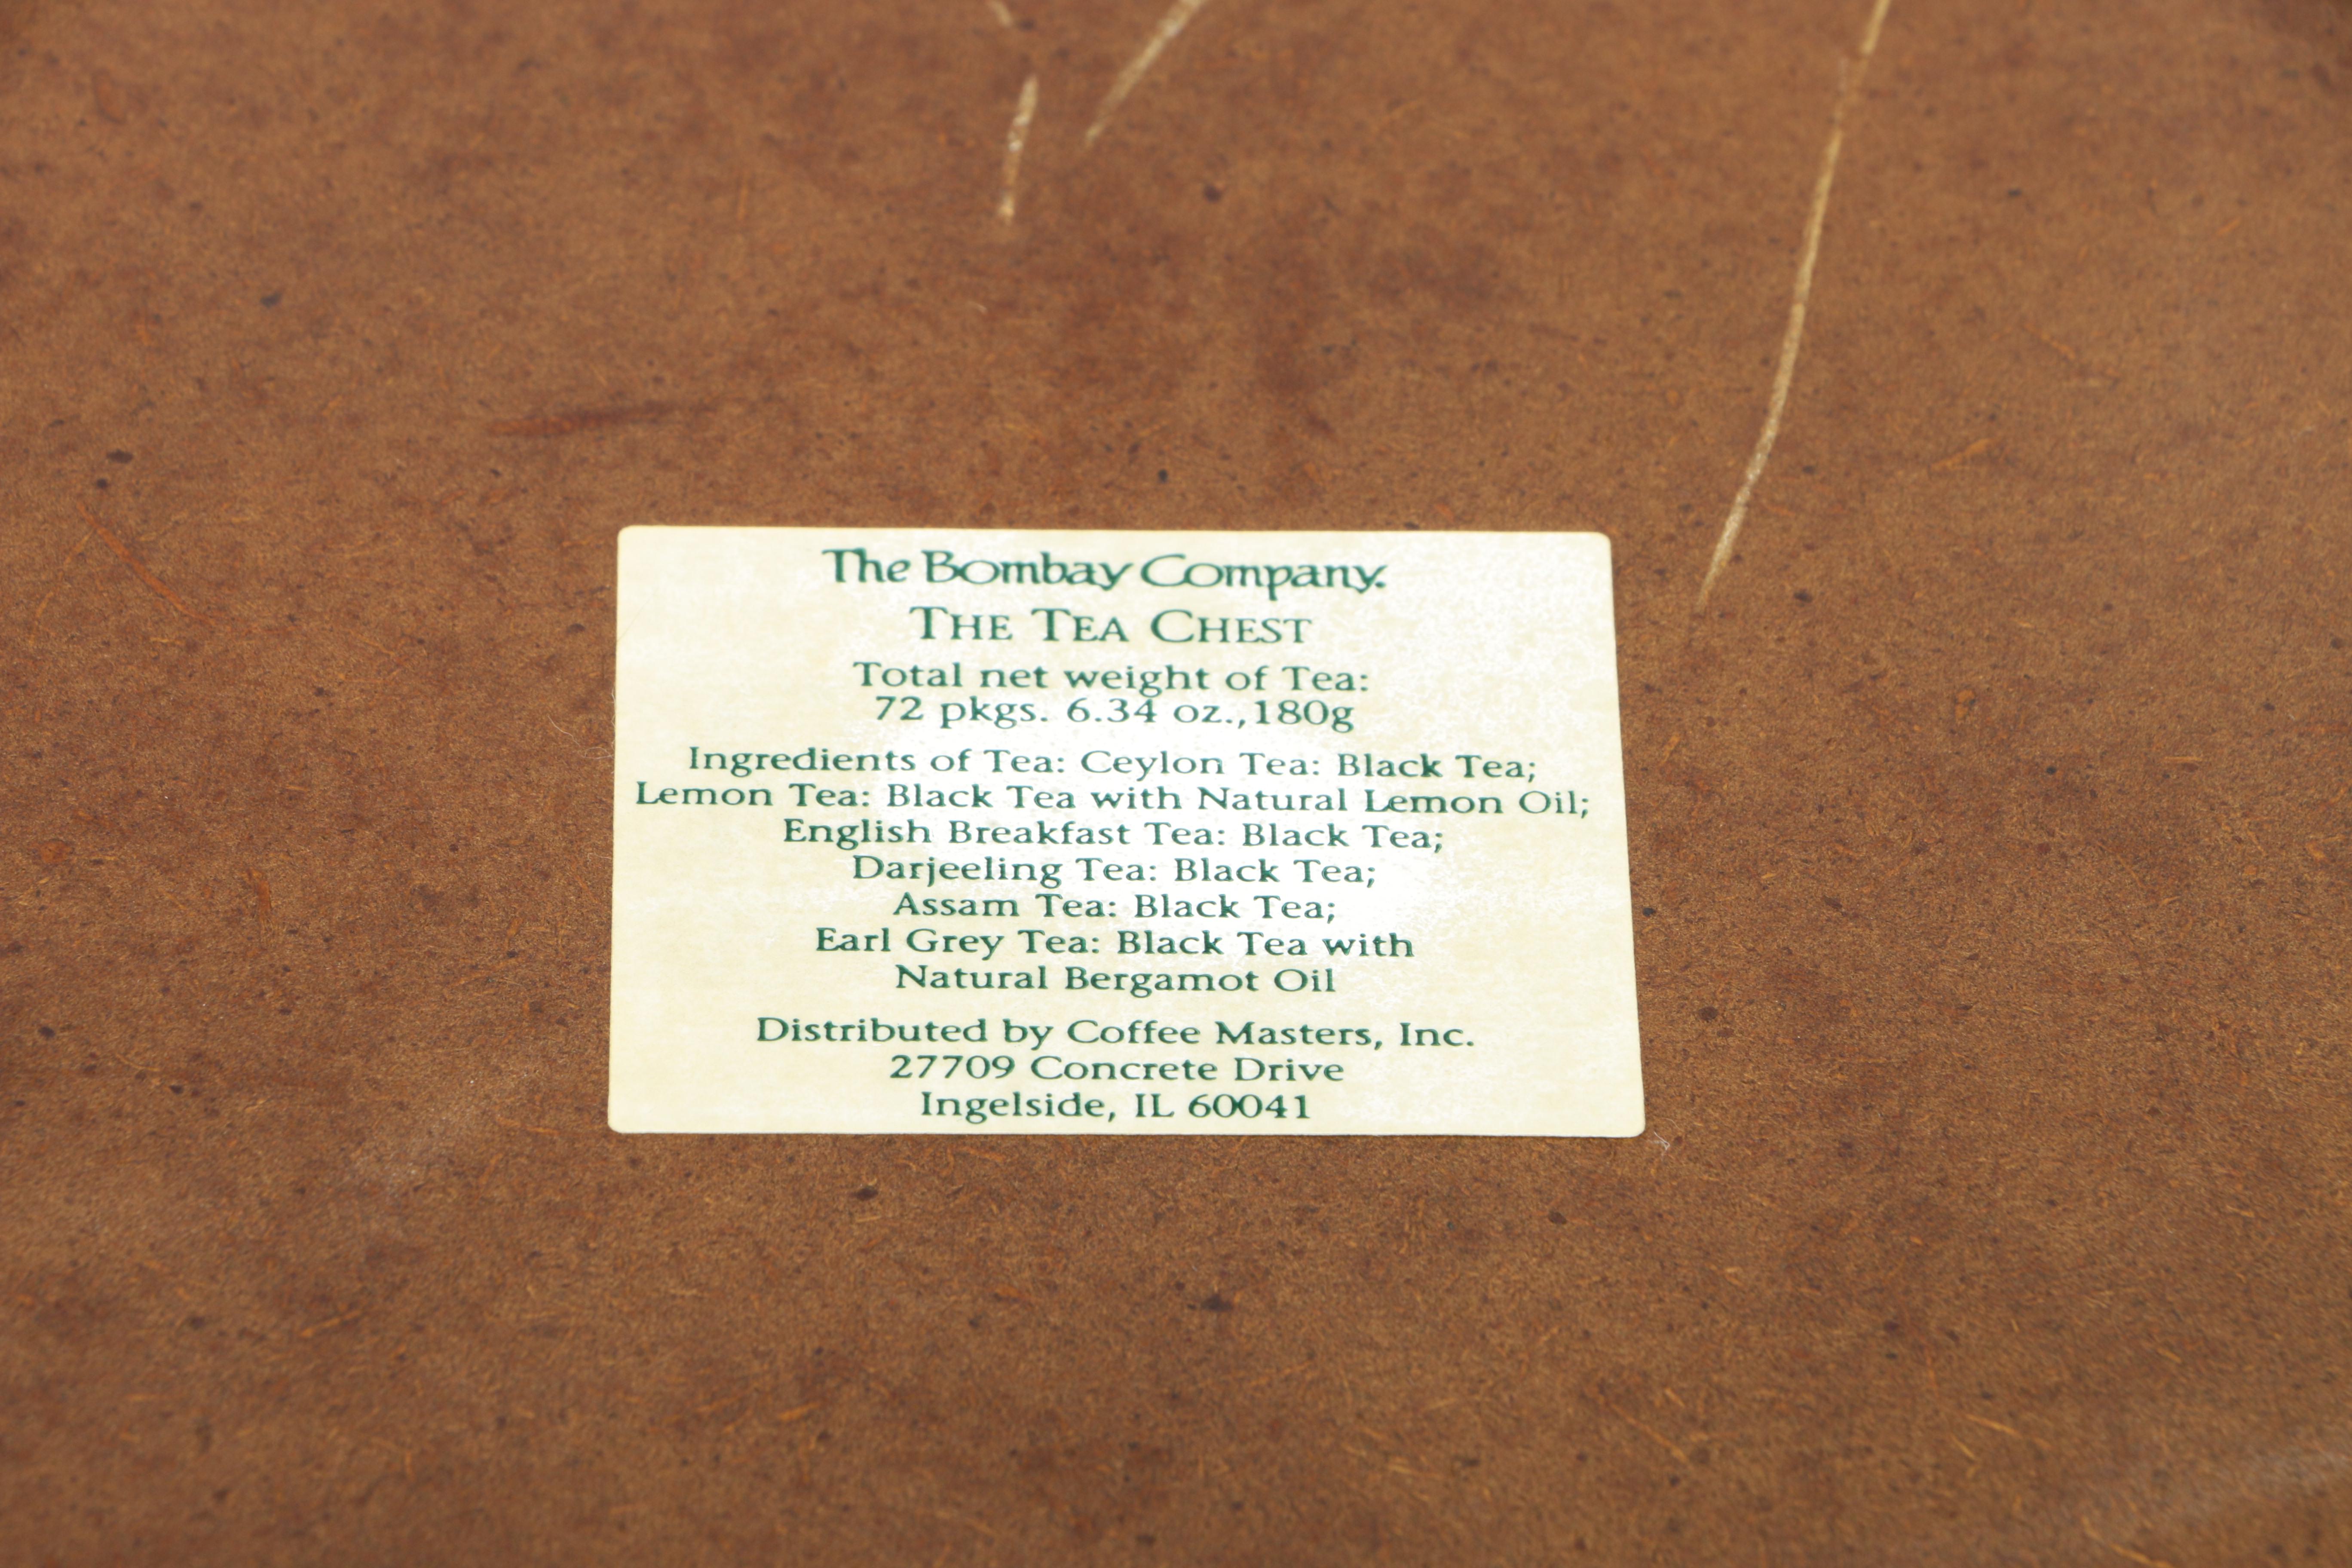 The Bombay Company.
THE TEA CHEST
Total net weight of Tea:
72 pkgs. 6.34 oz.,180g
Ingredients of Tea: Ceylon Tea: Black Tea;
Lemon Tea: Black Tea with Natural Lemon Oil;
English Breakfast Tea: Black Tea;
Darjeeling Tea: Black Tea;
Assam Tea: Black Tea;
Earl Grey Tea: Black Tea with
Natural Bergamot Oil
Distributed by Coffee Masters, Inc.
27709 Concrete Drive
Ingelside, IL 60041